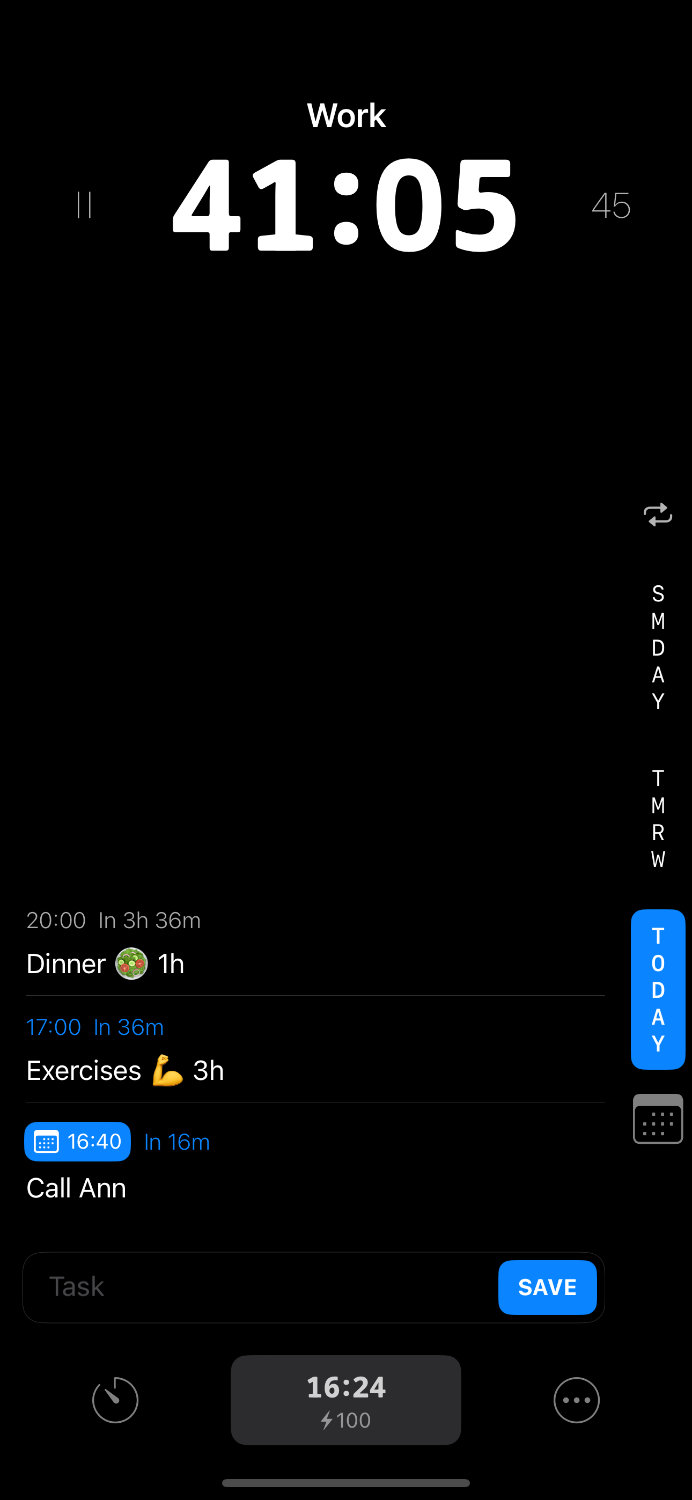 Work
41:05
45
SMDAY
TMRW
20:00 In 3h 36m
Dinner 🥗 1h
TODAY
17:00 In 36m
Exercises 💪 3h
16:40 In 16m
Call Ann
Task
SAVE
16:24
100